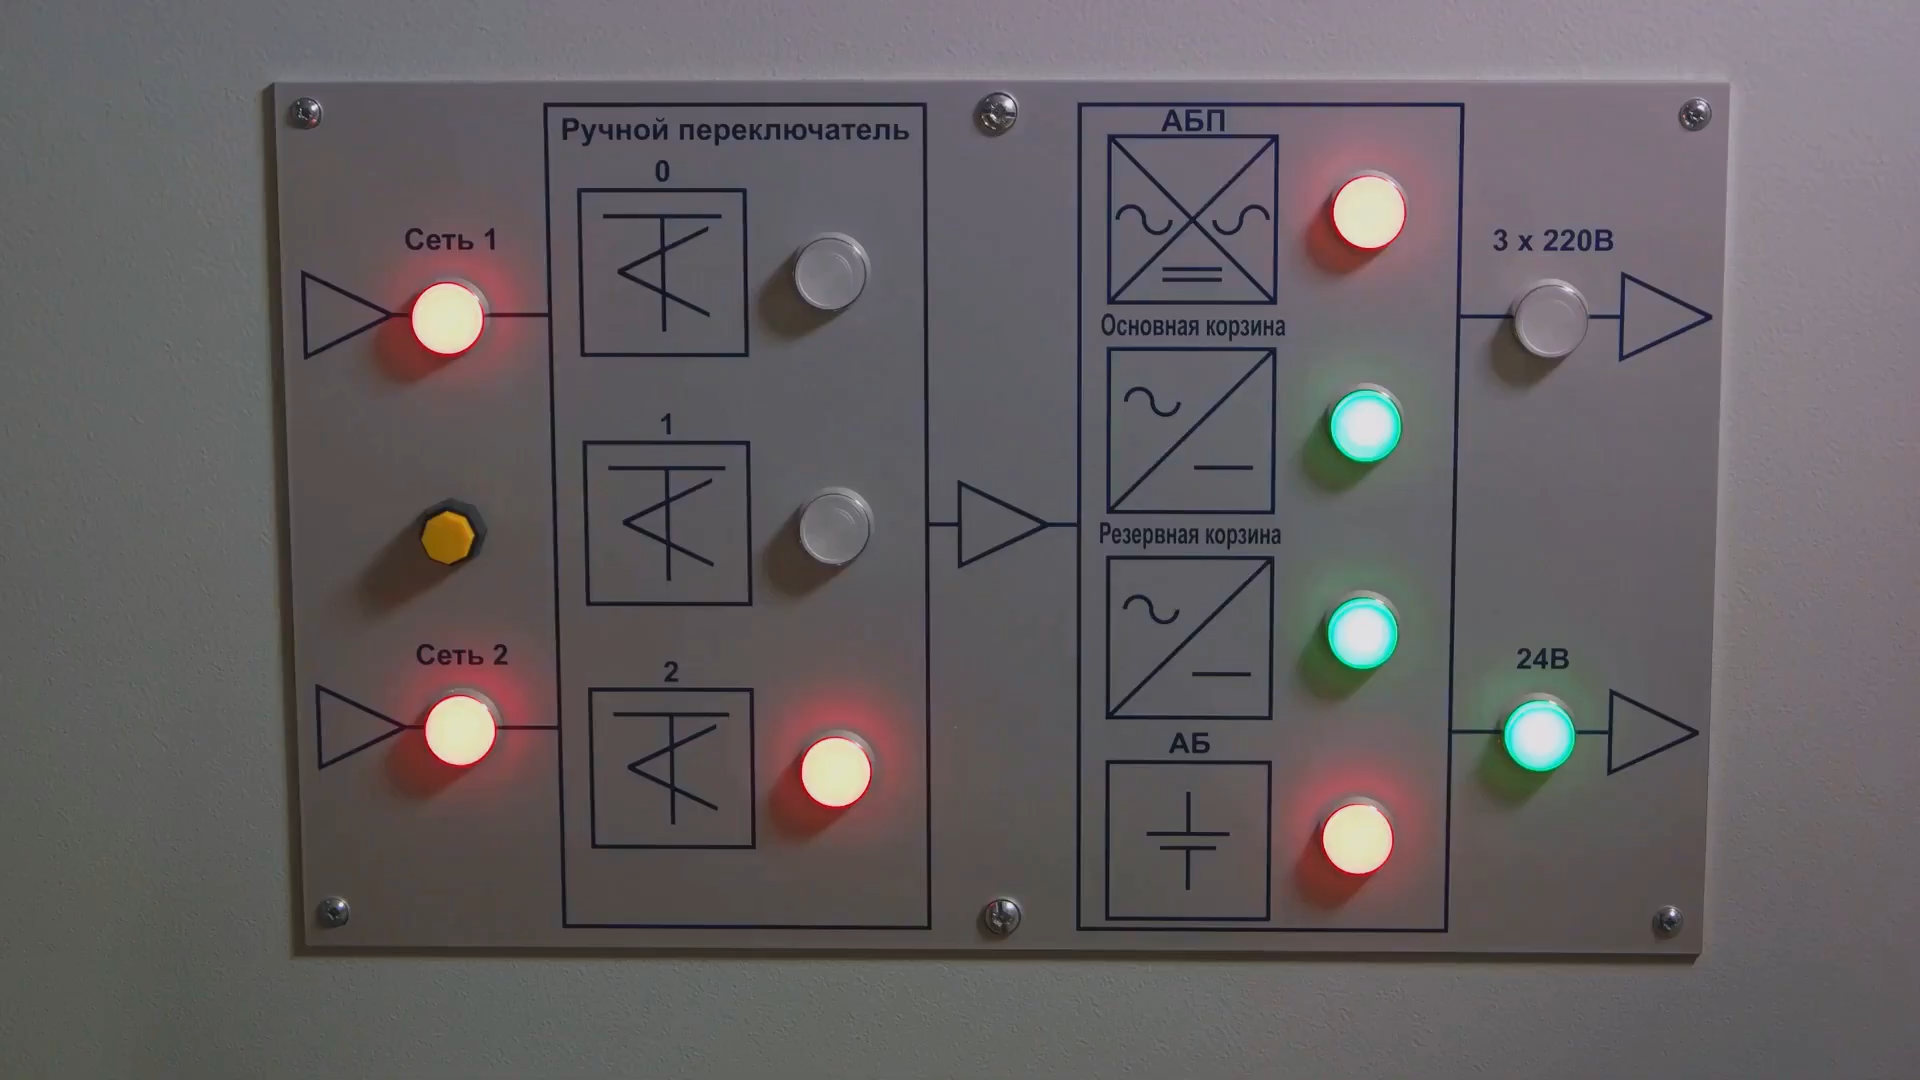 Ручной переключатель
0
Сеть 1
1
Сеть 2
2
АБП
Основная корзина
Резервная корзина
АБ
3 x 220В
24В